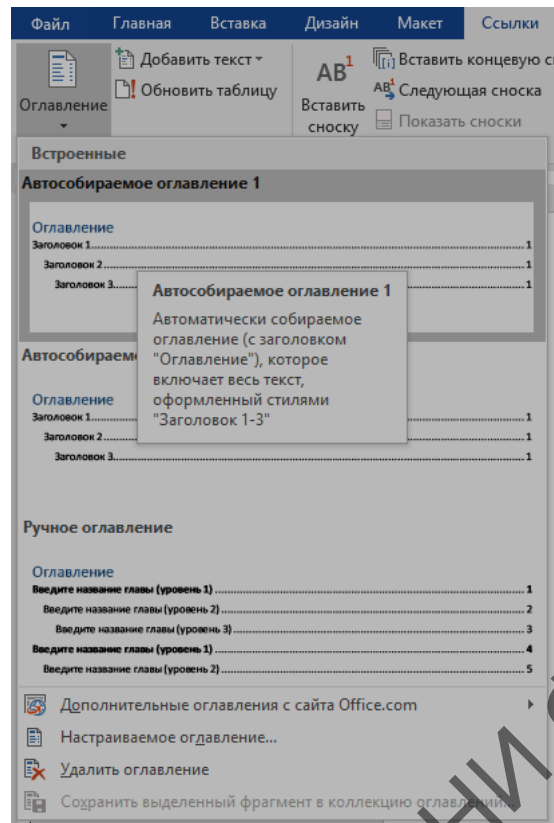 Файл Главная Вставка Дизайн Макет Ссылки
Оглавление
Добавить текст
Обновить таблицу
AB1
Вставить
сноску
Вставить концевую
Следующая сноска
Показать сноски
Встроенные
Автособираемое оглавление 1
Оглавление
Заголовок 1 1
Заголовок 2 1
Заголовок 3 1
Автособираемое оглавление 1
Автоматически собираемое
оглавление (с заголовком
"Оглавление"), которое
включает весь текст,
оформленный стилями
"Заголовок 1-3"
Оглавление
Заголовок 1 1
Заголовок 2 1
Заголовок 3 1
Ручное оглавление
Оглавление
Введите название главы (уровень 1) 1
Введите название главы (уровень 2) 2
Введите название главы (уровень 3) 3
Введите название главы (уровень 1) 4
Введите название главы (уровень 2) 5
Дополнительные оглавления с сайта Office.com
Настраиваемое оглавление...
Удалить оглавление
Сохранить выделенный фрагмент в коллекцию оглавлений...